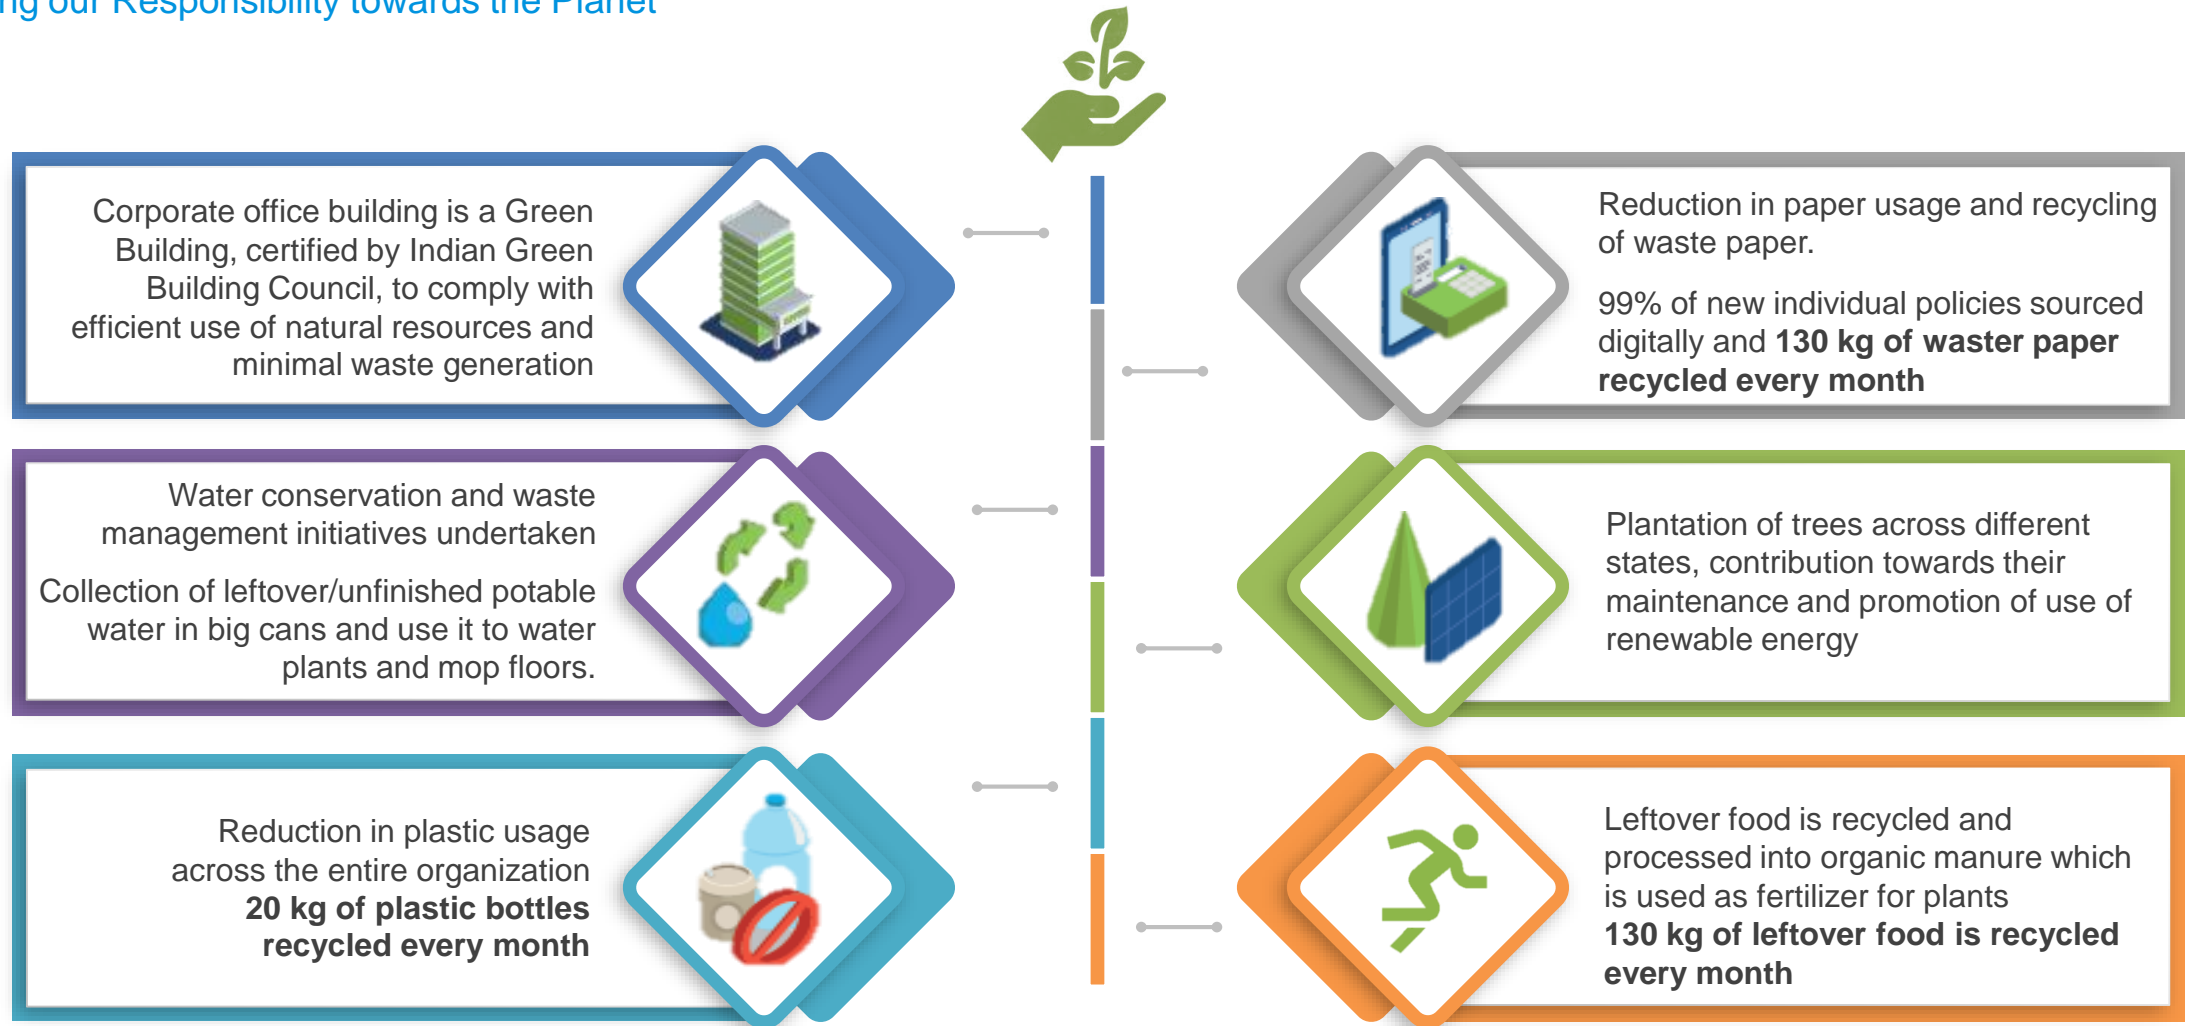 our Responsibility towards the Planet
Corporate office building is a Green
Building, certified by Indian Green
Building Council, to comply with
efficient use of natural resources and
minimal waste generation
Reduction in paper usage and recycling
of waste paper.
99% of new individual policies sourced
digitally and 130 kg of waster paper
recycled every month
Water conservation and waste
management initiatives undertaken
Collection of leftover/unfinished potable
water in big cans and use it to water
plants and mop floors.
Plantation of trees across different
states, contribution towards their
maintenance and promotion of use of
renewable energy
Reduction in plastic usage
across the entire organization
20 kg of plastic bottles
recycled every month
Leftover food is recycled and
processed into organic manure which
is used as fertilizer for plants
130 kg of leftover food is recycled
every month